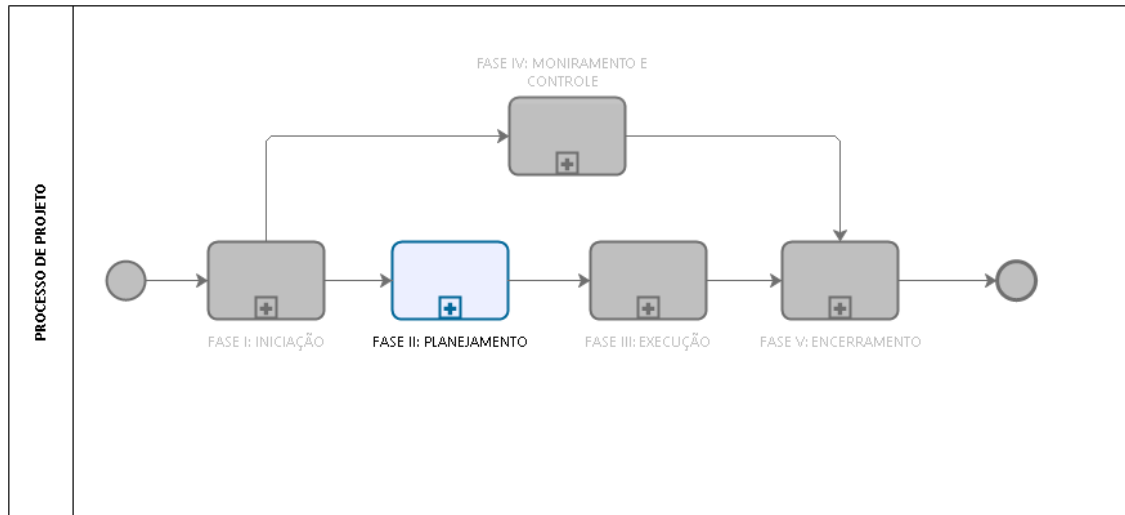 PROCESSO DE PROJETO
FASE IV: MONIRAMENTO E
CONTROLE
FASE I: INICIAÇÃO
FASE II: PLANEJAMENTO
FASE III: EXECUÇÃO
FASE V: ENCERRAMENTO